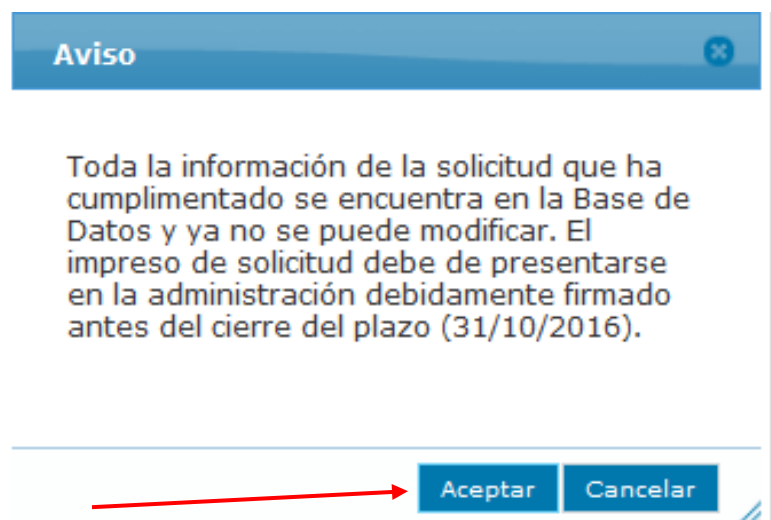 Aviso
Toda la información de la solicitud que ha
cumplimentado se encuentra en la Base de
Datos y ya no se puede modificar. El
impreso de solicitud debe de presentarse
en la administración debidamente firmado
antes del cierre del plazo (31/10/2016).
Aceptar Cancelar